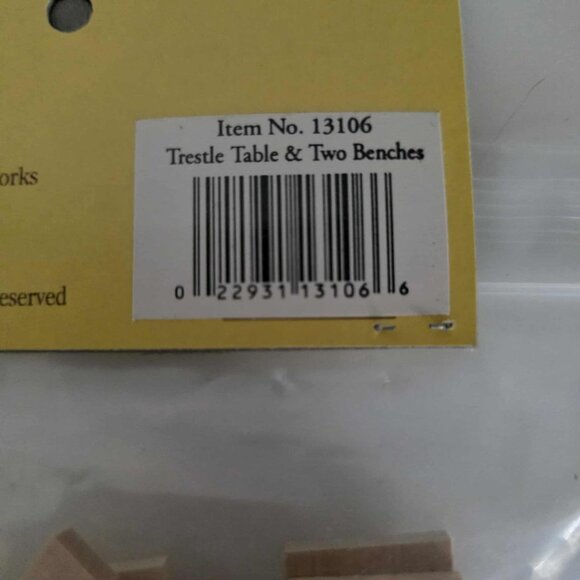 Item No. 13106
Trestle Table & Two Benches
orks
0 22931 13106 6
eserved